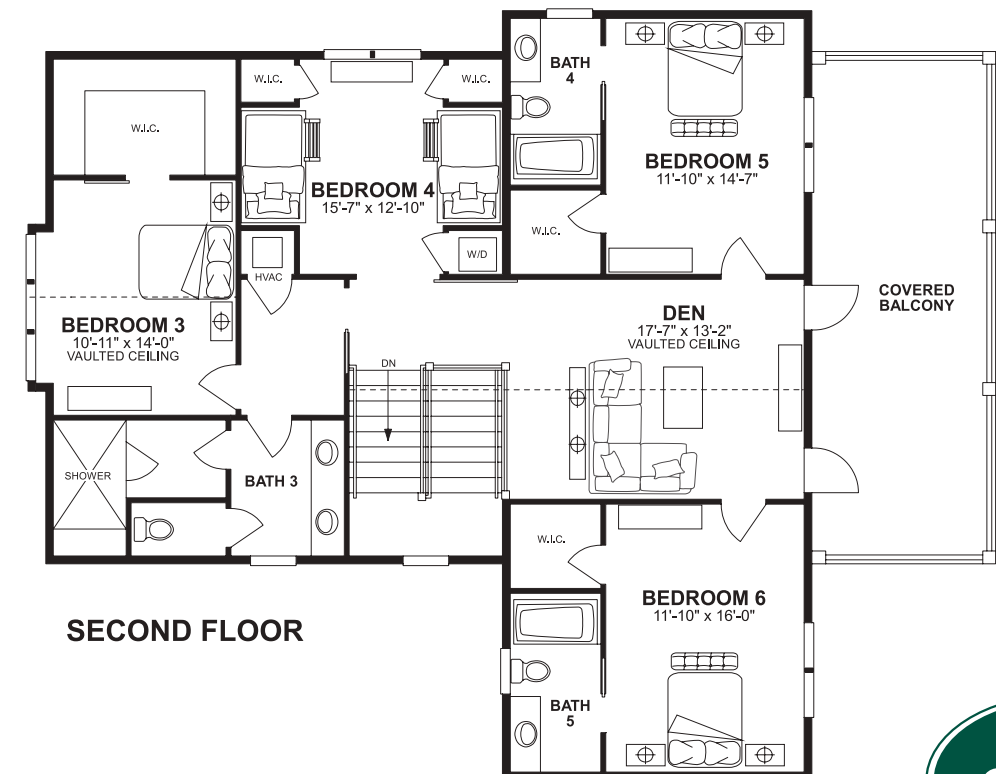 BATH
4
W.I.C.
W.I.C.
W.I.C.
BEDROOM 5
11'-10" x 14'-7"
BEDROOM 4
15'-7" x 12'-10"
W.I.C.
W/D
HVAC
COVERED
BALCONY
BEDROOM 3
10'-11" x 14'-0"
VAULTED CEILING
DEN
17'-7" x 13'-2"
VAULTED CEILING
DN
SHOWER
BATH 3
W.I.C.
BEDROOM 6
11'-10" x 16'-0"
SECOND FLOOR
BATH
5